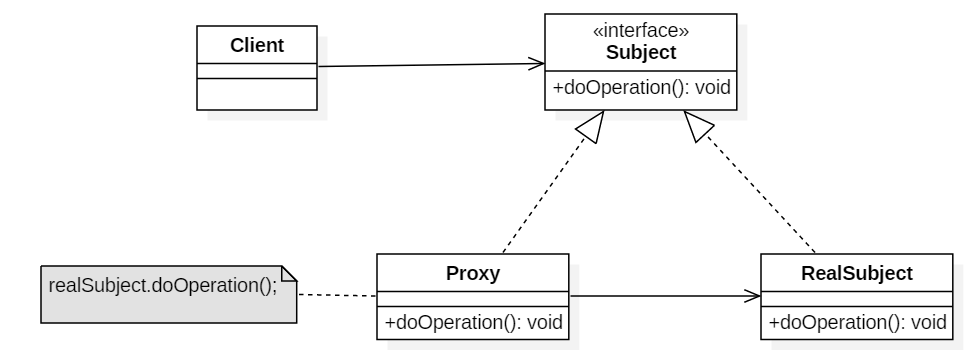 Client
«interface»
Subject
+doOperation(): void
realSubject.doOperation();
Proxy
+doOperation(): void
RealSubject
+doOperation(): void